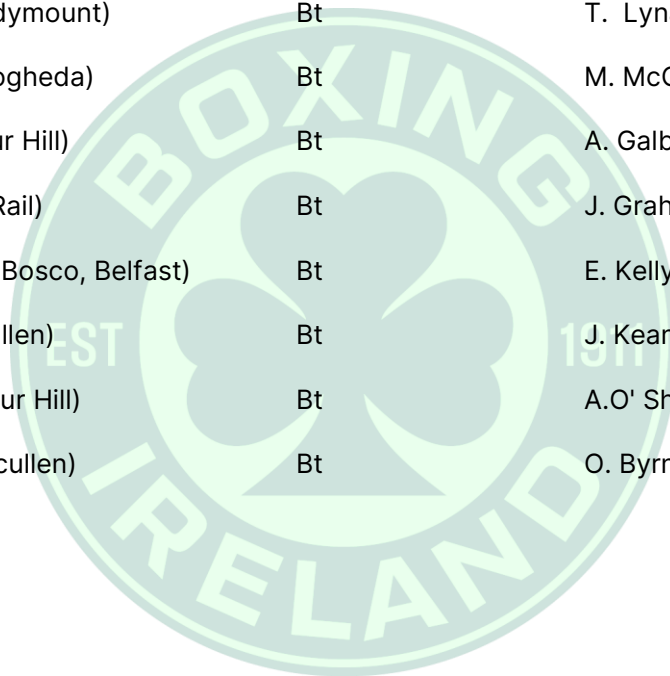 dymount) Bt T. Lyn
ogheda) Bt M. McC
ur Hill) Bt A. Galb
Rail) Bt J. Grah
Bosco, Belfast) Bt E. Kelly
llen) Bt J. Kean
ur Hill) Bt A.O' Sh
cullen) Bt O. Byrn
BOXING
EST 1911
IRELAND